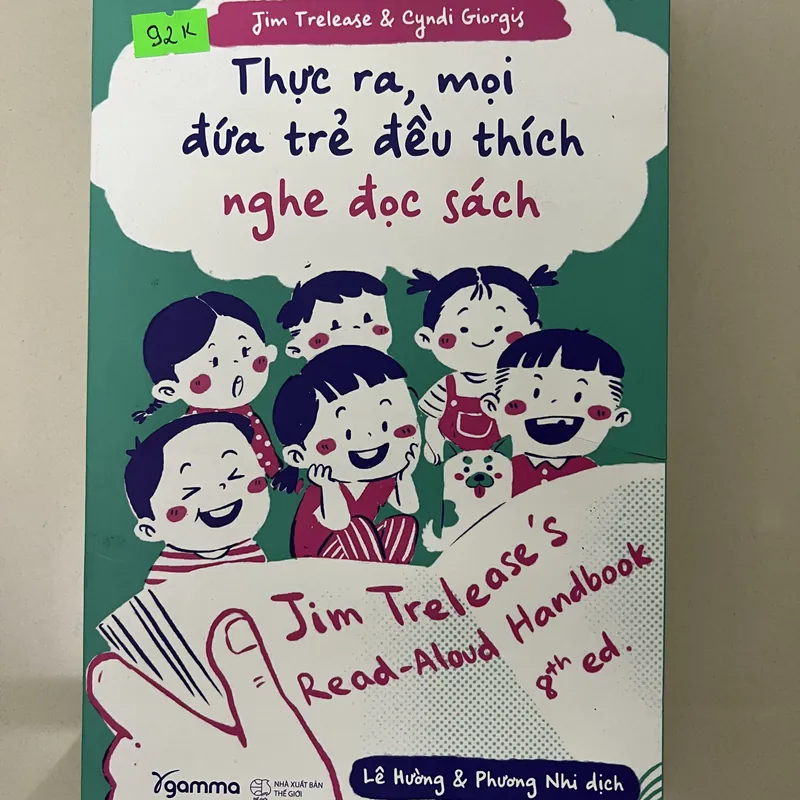 92K
Jim Trelease & Cyndi Giorgis
Thực ra, mọi
đứa trẻ đều thích
nghe đọc sách
Jim Trelease's
Read-Aloud Handbook
8th ed.
Lê Hường & Phương Nhi dịch
gamma
NHÀ XUẤT BẢN
THẾ GIỚI